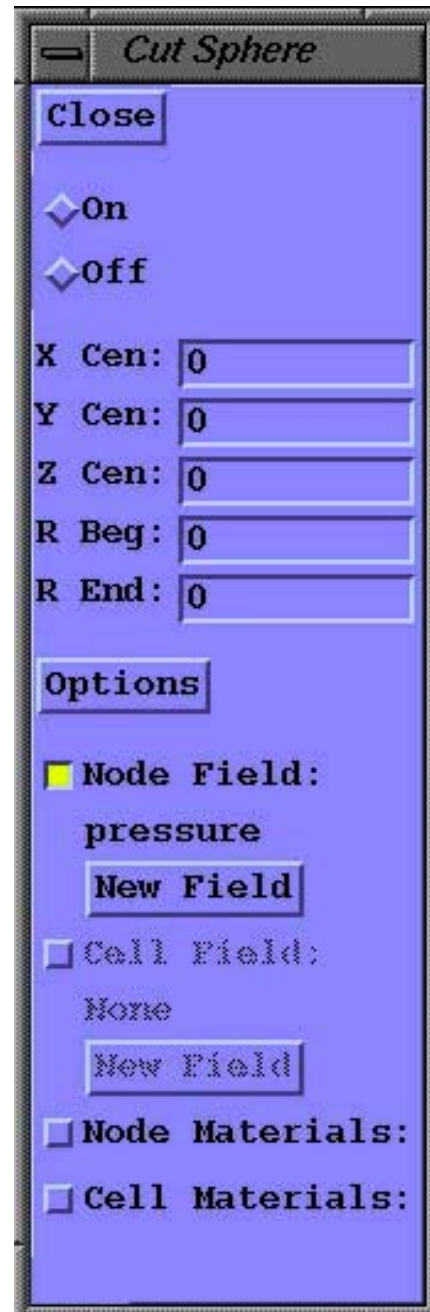 Cut Sphere
Close
On
Off
X Cen: 0
Y Cen: 0
Z Cen: 0
R Beg: 0
R End: 0
Options
Node Field:
pressure
New Field
Cell Field:
None
New Field
Node Materials:
Cell Materials: